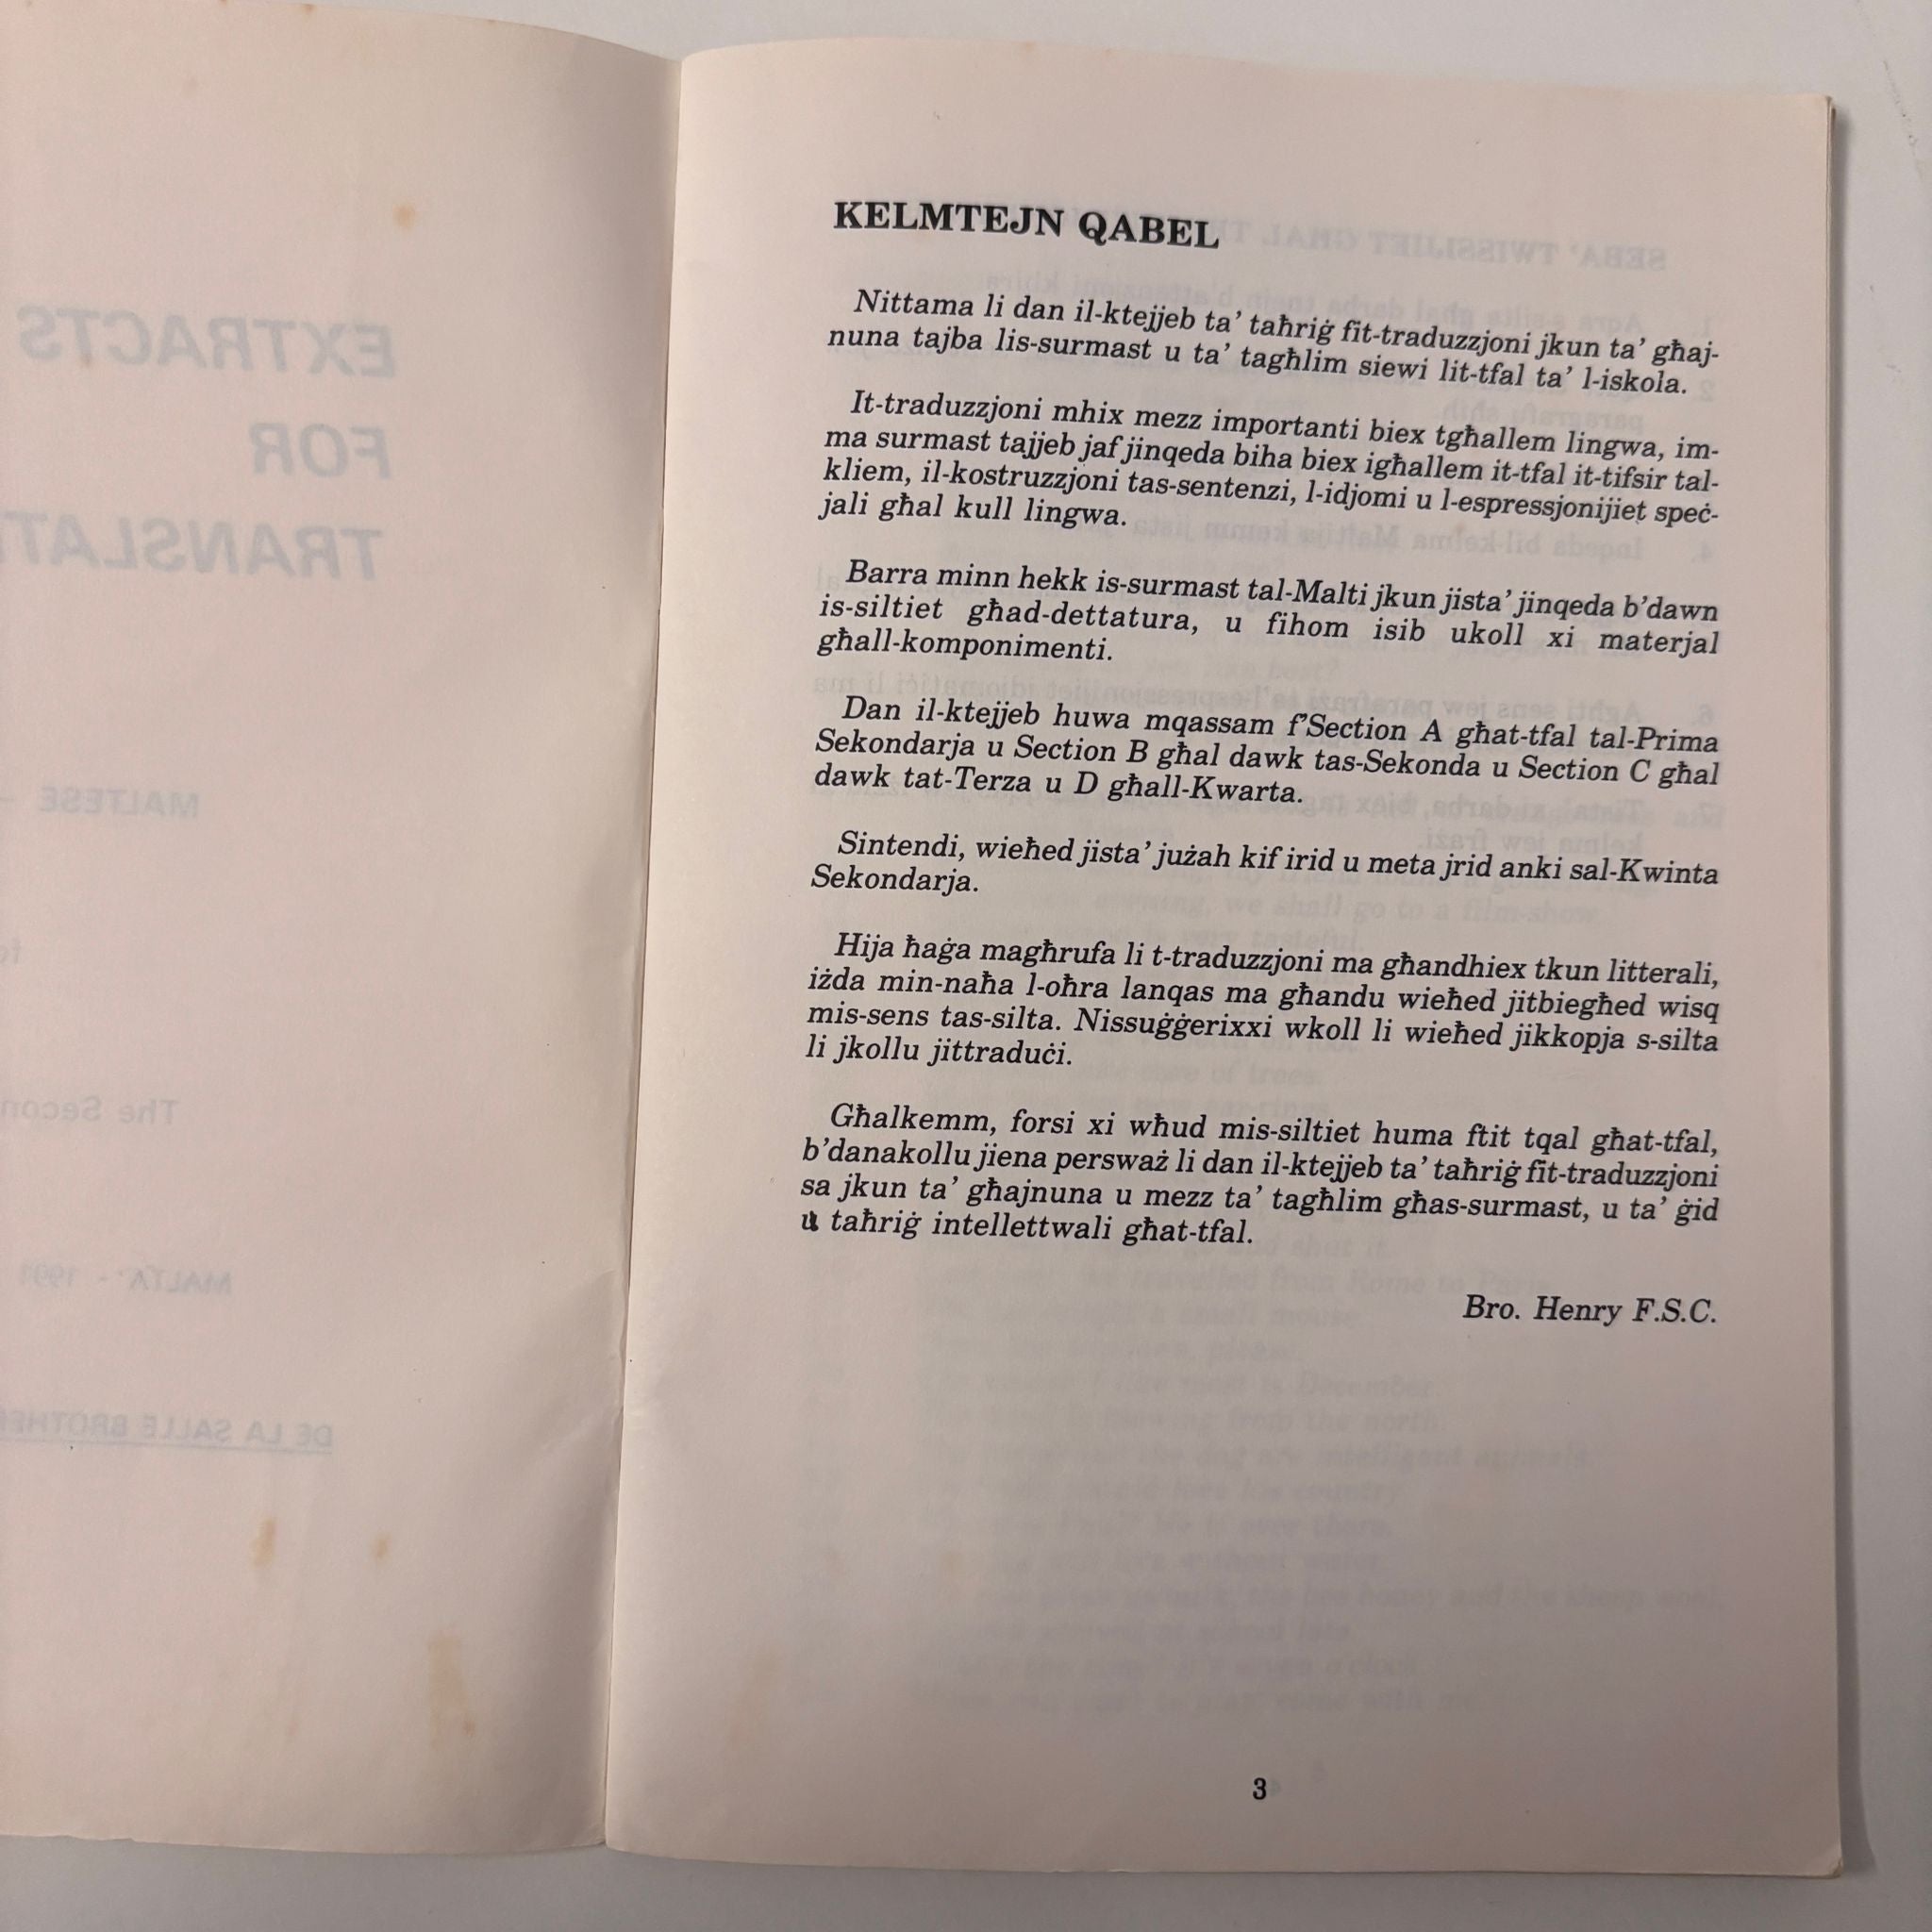 KELMTEJN QABEL
Nittama li dan il-ktejjeb ta’ taħriġ fit-traduzzjoni jkun ta’ għaj-
nuna tajba lis-surmast u ta’ tagħlim siewi lit-tfal ta’ l-iskola.
It-traduzzjoni mhix mezz importanti biex tgħallem lingwa, im-
ma surmast tajjeb jaf jinqeda biha biex igħallem it-tfal it-tifsir tal-
kliem, il-kostruzzjoni tas-sentenzi, l-idjomi u l-espressjonijiet speċ-
jali għal kull lingwa.
Barra minn hekk is-surmast tal-Malti jkun jista’ jinqeda b’dawn
is-siltiet għad-dettatura, u fihom isib ukoll xi materjal
għall-komponimenti.
Dan il-ktejjeb huwa mqassam f’Section A għat-tfal tal-Prima
Sekondarja u Section B għal dawk tas-Sekonda u Section C għal
dawk tat-Terza u D għall-Kwarta.
Sintendi, wieħed jista’ jużah kif irid u meta jrid anki sal-Kwinta
Sekondarja.
Hija ħaġa magħrufa li t-traduzzjoni ma għandhiex tkun litterali,
iżda min-naħa l-oħra lanqas ma għandu wieħed jitbiegħed wisq
mis-sens tas-silta. Nissuġġerixxi wkoll li wieħed jikkopja s-silta
li jkollu jittraduċi.
Għalkemm, forsi xi wħud mis-siltiet huma ftit tqal għat-tfal,
b’danakollu jiena persważ li dan il-ktejjeb ta’ taħriġ fit-traduzzjoni
sa jkun ta’ għajnuna u mezz ta’ tagħlim għas-surmast, u ta’ ġid
u taħriġ intellettwali għat-tfal.
Bro. Henry F.S.C.
3